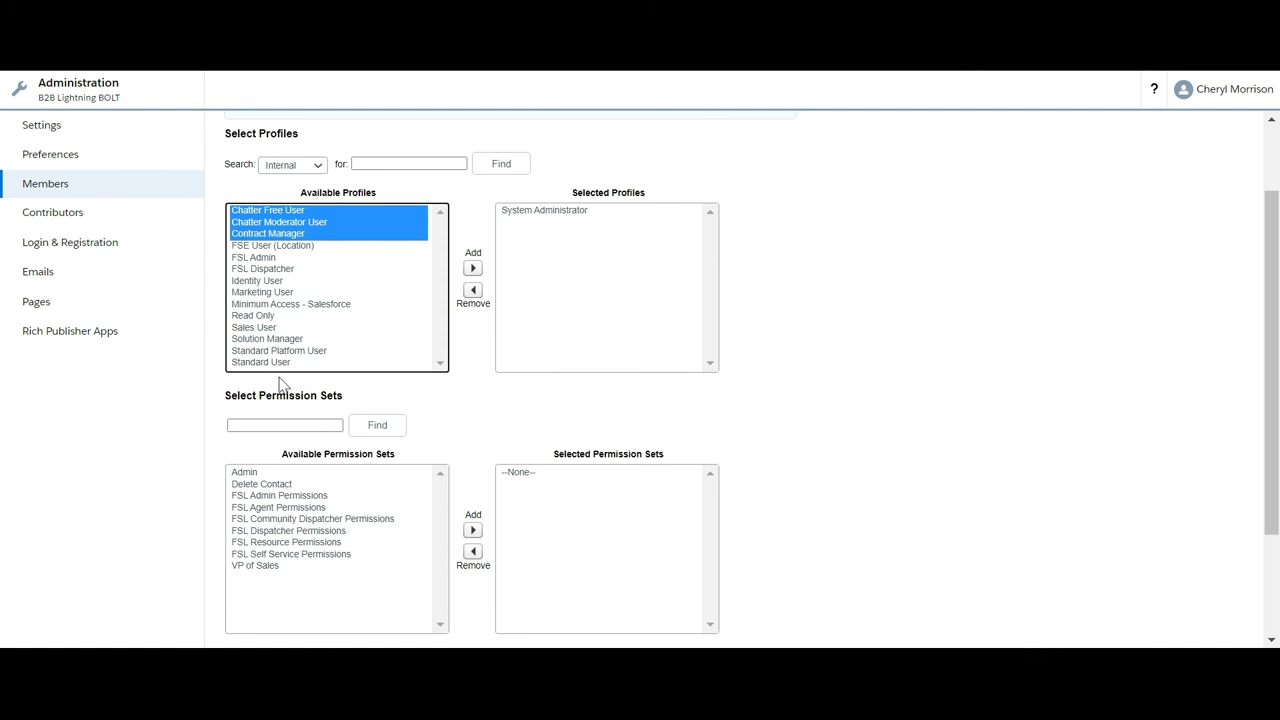 Administration
B2B Lightning BOLT
?
Cheryl Morrison
Settings
Preferences
Members
Contributors
Login & Registration
Emails
Pages
Rich Publisher Apps
Select Profiles
Search: Internal for: Find
Available Profiles
Chatter Free User
Chatter Moderator User
Contract Manager
FSE User (Location)
FSL Admin
FSL Dispatcher
Identity User
Marketing User
Minimum Access - Salesforce
Read Only
Sales User
Solution Manager
Standard Platform User
Standard User
Add
Remove
Selected Profiles
System Administrator
Select Permission Sets
Find
Available Permission Sets
Admin
Delete Contact
FSL Admin Permissions
FSL Agent Permissions
FSL Community Dispatcher Permissions
FSL Dispatcher Permissions
FSL Resource Permissions
FSL Self Service Permissions
VP of Sales
Add
Remove
Selected Permission Sets
--None--